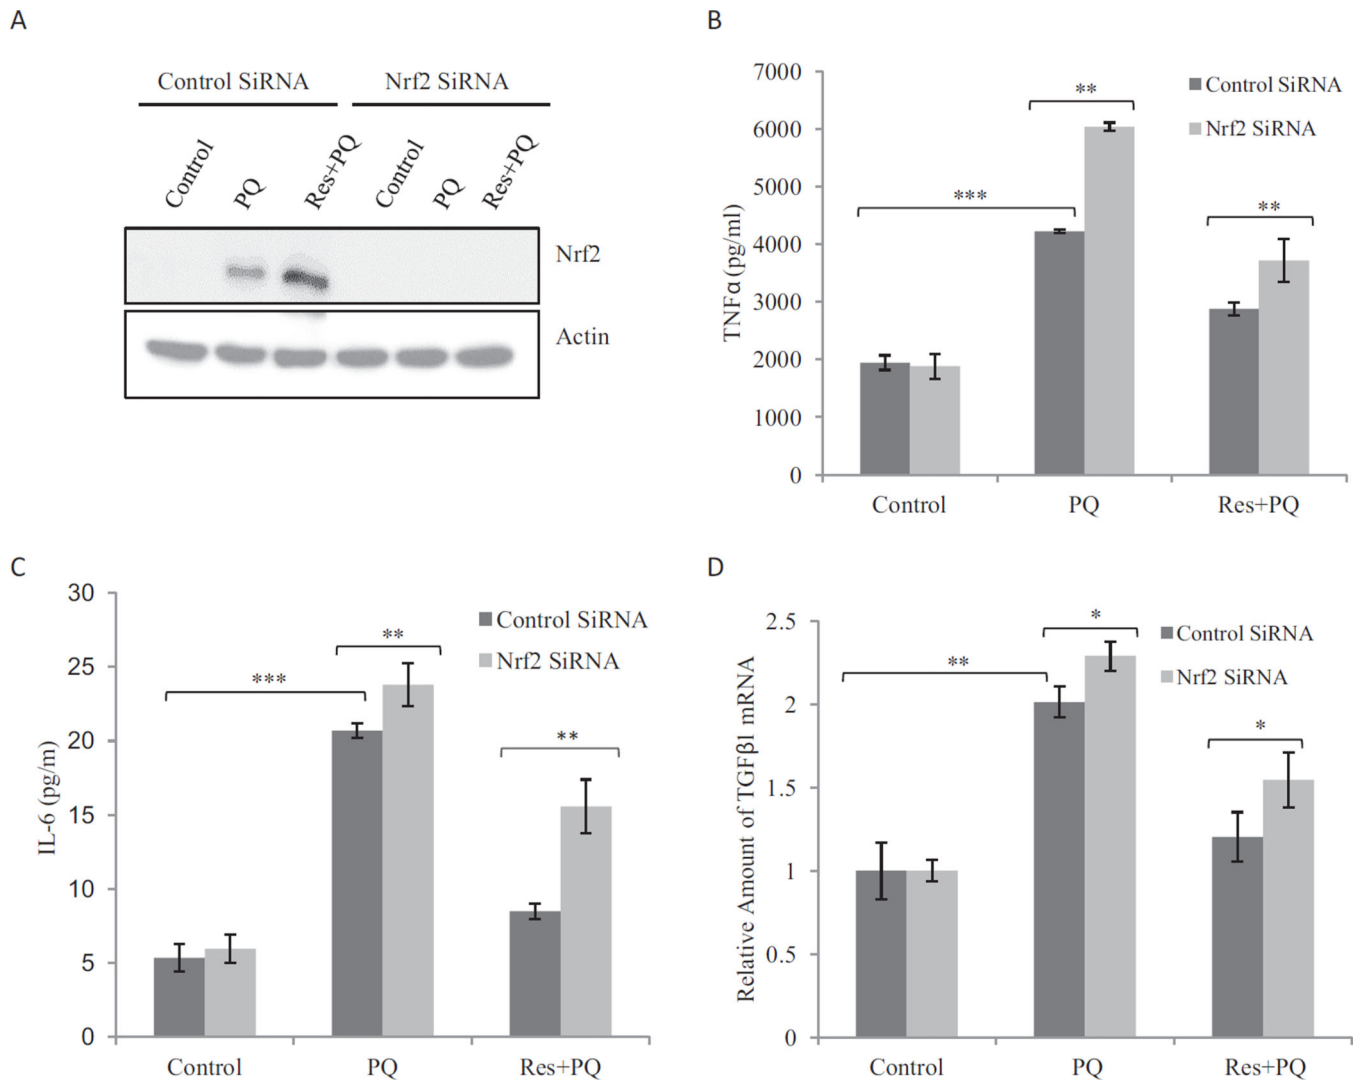 A
Control SiRNA Nrf2 SiRNA
Control PQ Res+PQ Control PQ Res+PQ
Nrf2
Actin
B
7000
6000
5000
4000
3000
2000
1000
0
TNFα (pg/ml)
Control SiRNA
Nrf2 SiRNA
***
**
**
Control PQ Res+PQ
C
30
25
20
15
10
5
0
IL-6 (pg/m)
Control SiRNA
Nrf2 SiRNA
***
**
**
Control PQ Res+PQ
D
2.5
2
1.5
1
0.5
0
Relative Amount of TGFβ1 mRNA
Control SiRNA
Nrf2 SiRNA
**
*
*
Control PQ Res+PQ